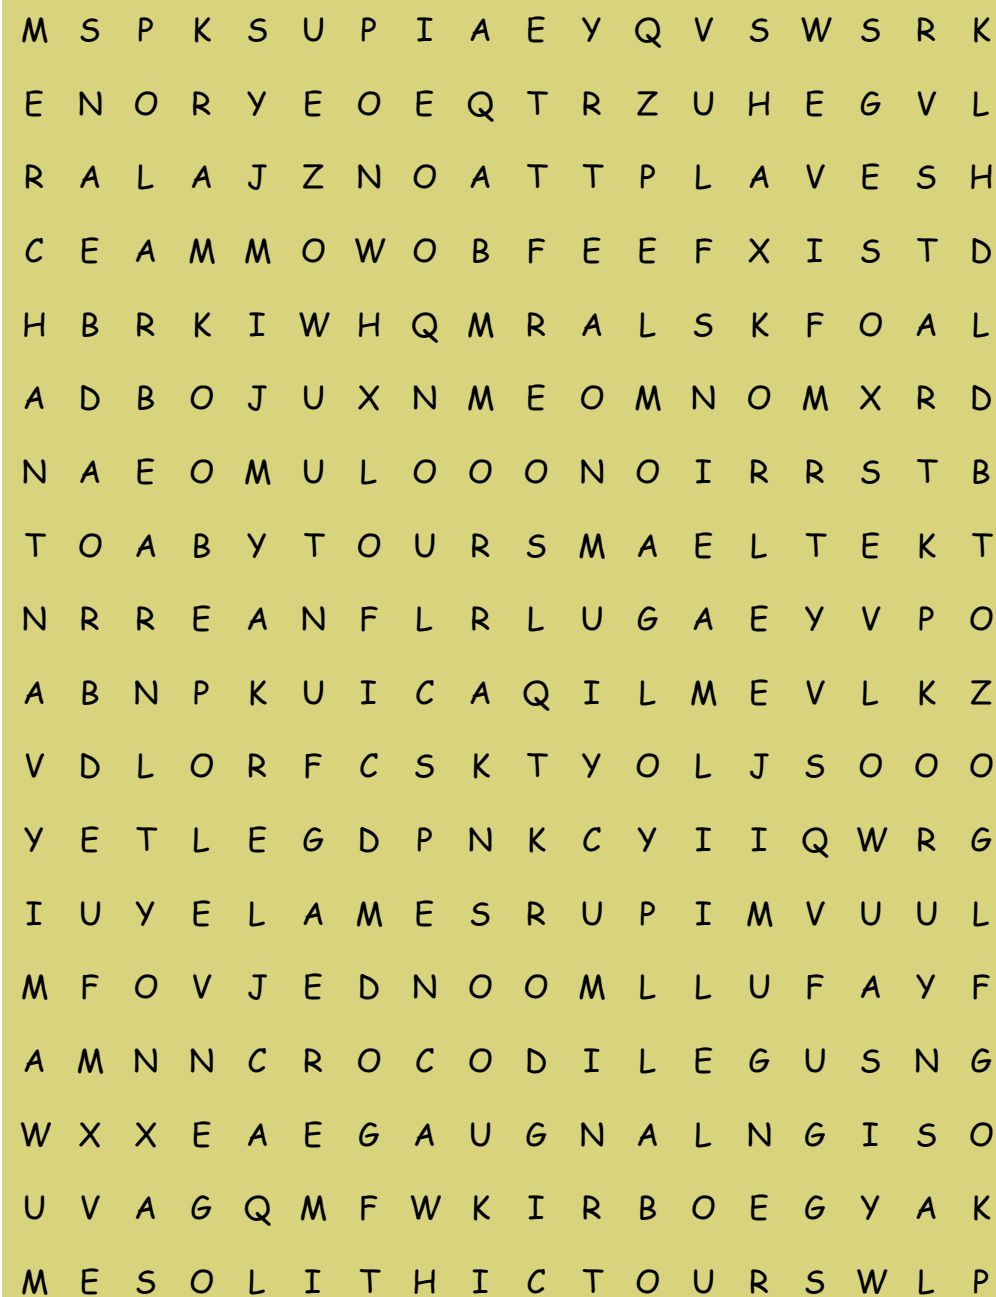 M S P K S U P I A E Y Q V S W S R K
E N O R Y E O E Q T R Z U H E G V L
R A L A J Z N O A T T P L A V E S H
C E A M M O W O B F E E F X I S T D
H B R K I W H Q M R A L S K F O A L
A D B O J U X N M E O M N O M X R D
N A E O M U L O O O N O I R R S T B
T O A B Y T O U R S M A E L T E K T
N R R E A N F L R L U G A E Y V P O
A B N P K U I C A Q I L M E V L K Z
V D L O R F C S K T Y O L J S O O O
Y E T L E G D P N K C Y I I Q W R G
I U Y E L A M E S R U P I M V U U L
M F O V J E D N O O M L L U F A Y F
A M N N C R O C O D I L E G U S N G
W X X E A E G A U G N A L N G I S O
U V A G Q M F W K I R B O E G Y A K
M E S O L I T H I C T O U R S W L P